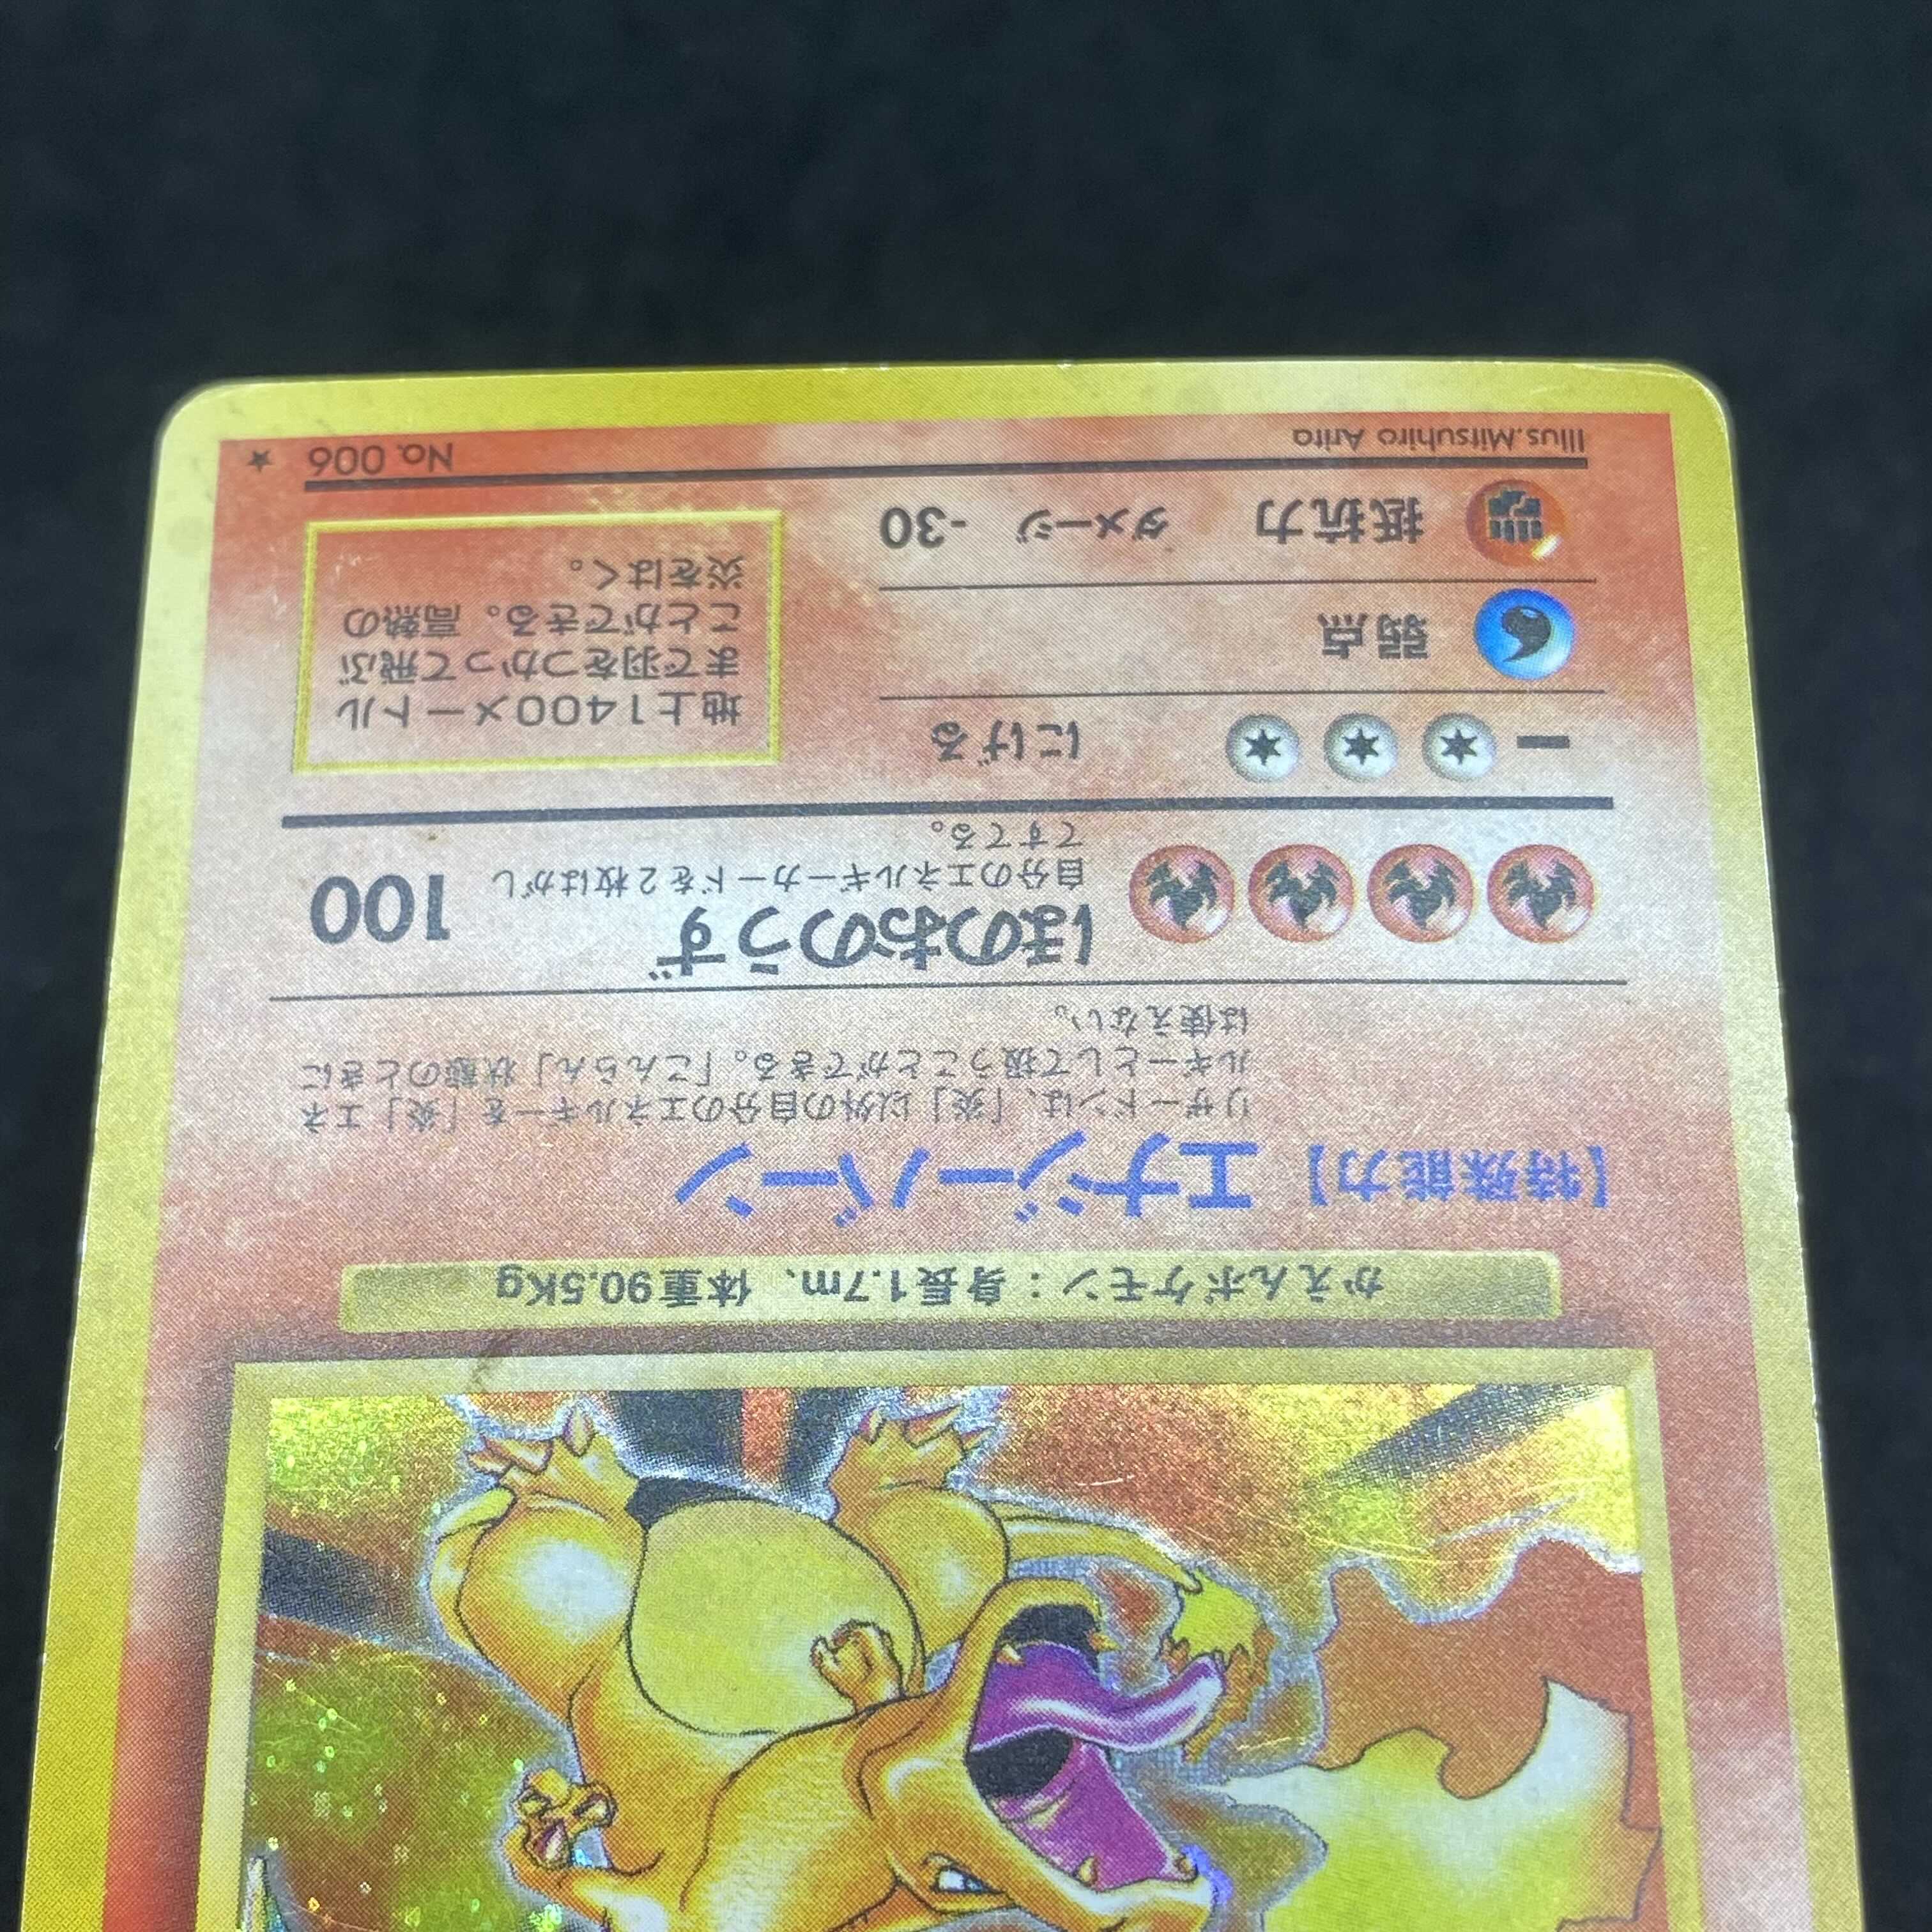 かえんポケモン：身長1.7m、体重90.5Kg
【特殊能力】エナジーバーン
リザードンは、「炎」以外の自分のエネルギーを「炎」エネ
ルギーとして扱うことができる。「こんらん」状態のときに
は使えない。
ほのおのうず 100
自分のエネルギーカードを2枚はがし
てすてる。
にげる
弱点
抵抗力 ダメージ -30
地上1400メートル
まで羽をつかって飛ぶ
ことができる。高熱の
炎をはく。
Illus.Mitsuhiro Arita
No. 006 ★